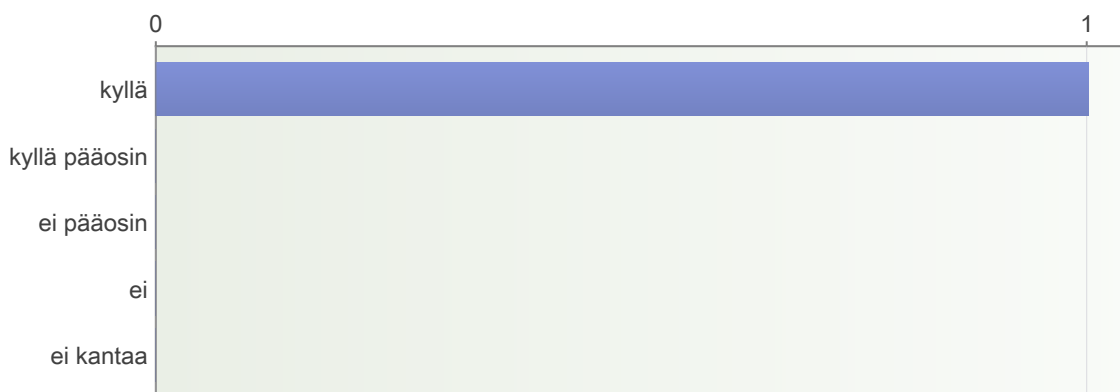 0 1
kyllä
kyllä pääosin
ei pääosin
ei
ei kantaa